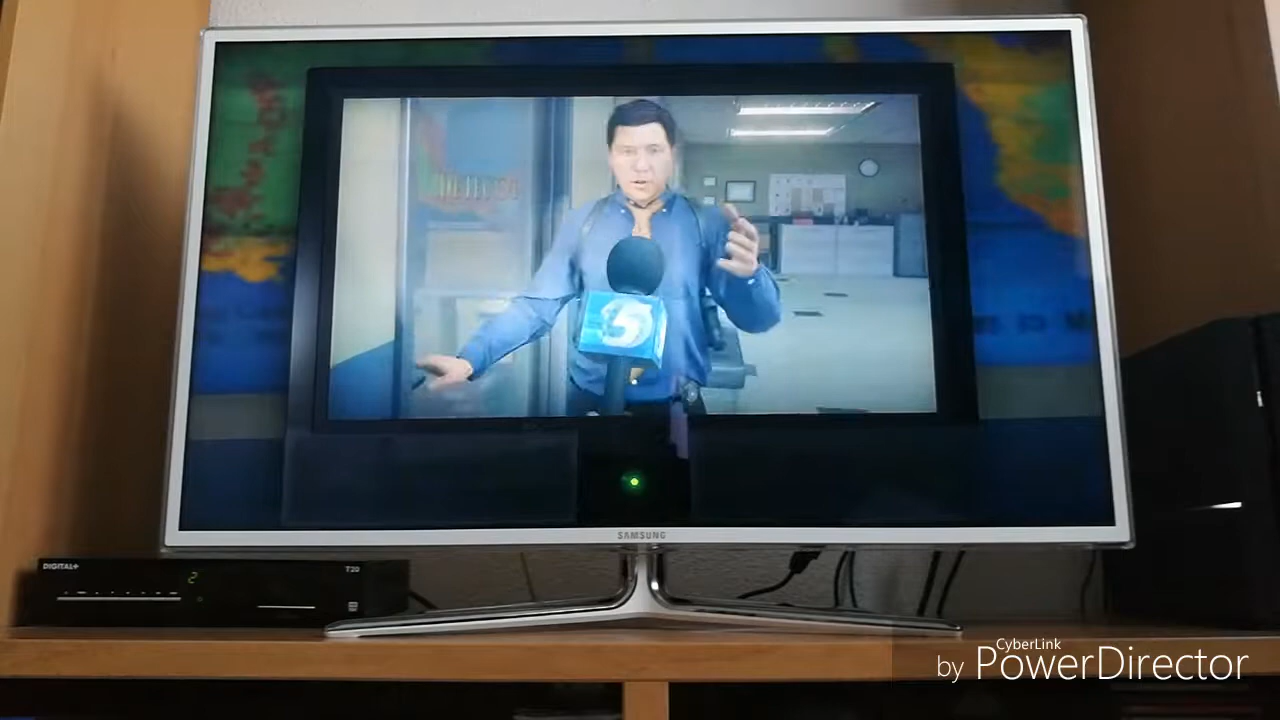 SAMSUNG
DIGITAL+
2
T20
CyberLink
by PowerDirector